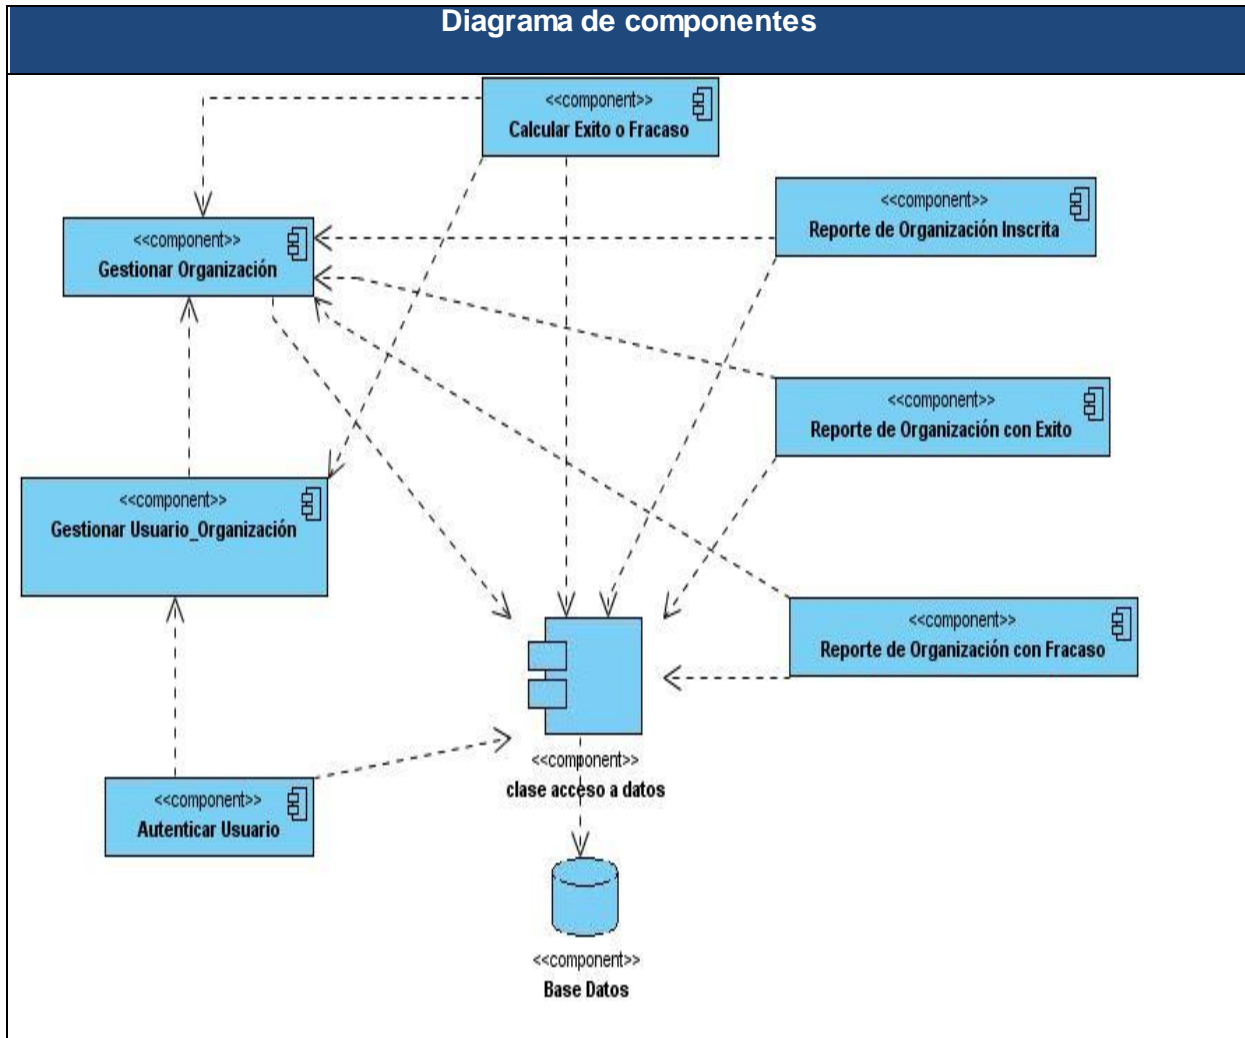 Diagrama de componentes
<<component>>
Calcular Exito o Fracaso
<<component>>
Reporte de Organización Inscrita
<<component>>
Gestionar Organización
<<component>>
Reporte de Organización con Exito
<<component>>
Gestionar Usuario_Organización
<<component>>
Reporte de Organización con Fracaso
<<component>>
clase acceso a datos
<<component>>
Autenticar Usuario
<<component>>
Base Datos